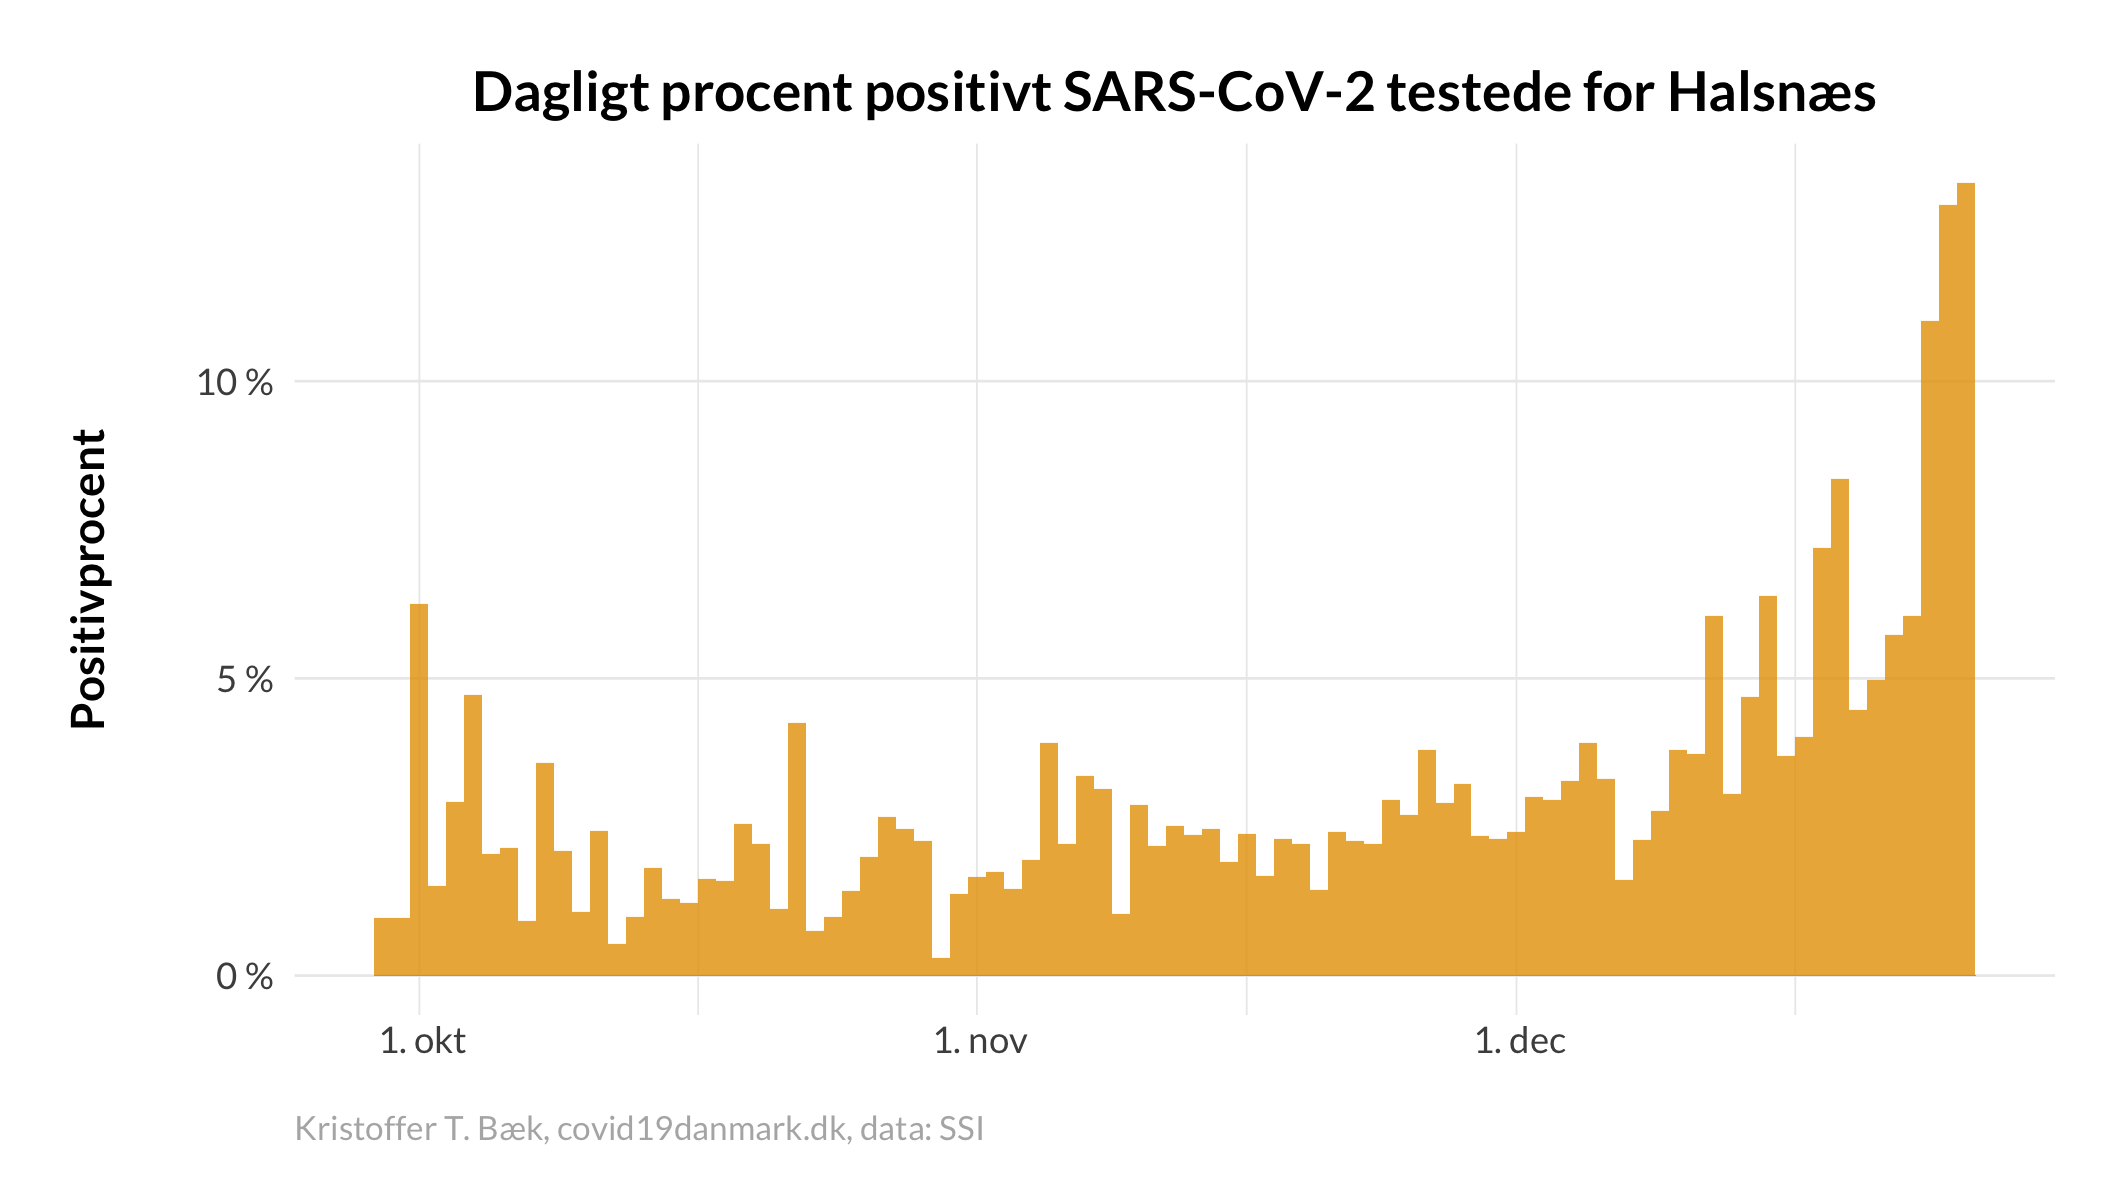 Dagligt procent positivt SARS-CoV-2 testede for Halsnæs
Positivprocent
10 %
5 %
0 %
1. okt
1. nov
1. dec
Kristoffer T. Bæk, covid19danmark.dk, data: SSI